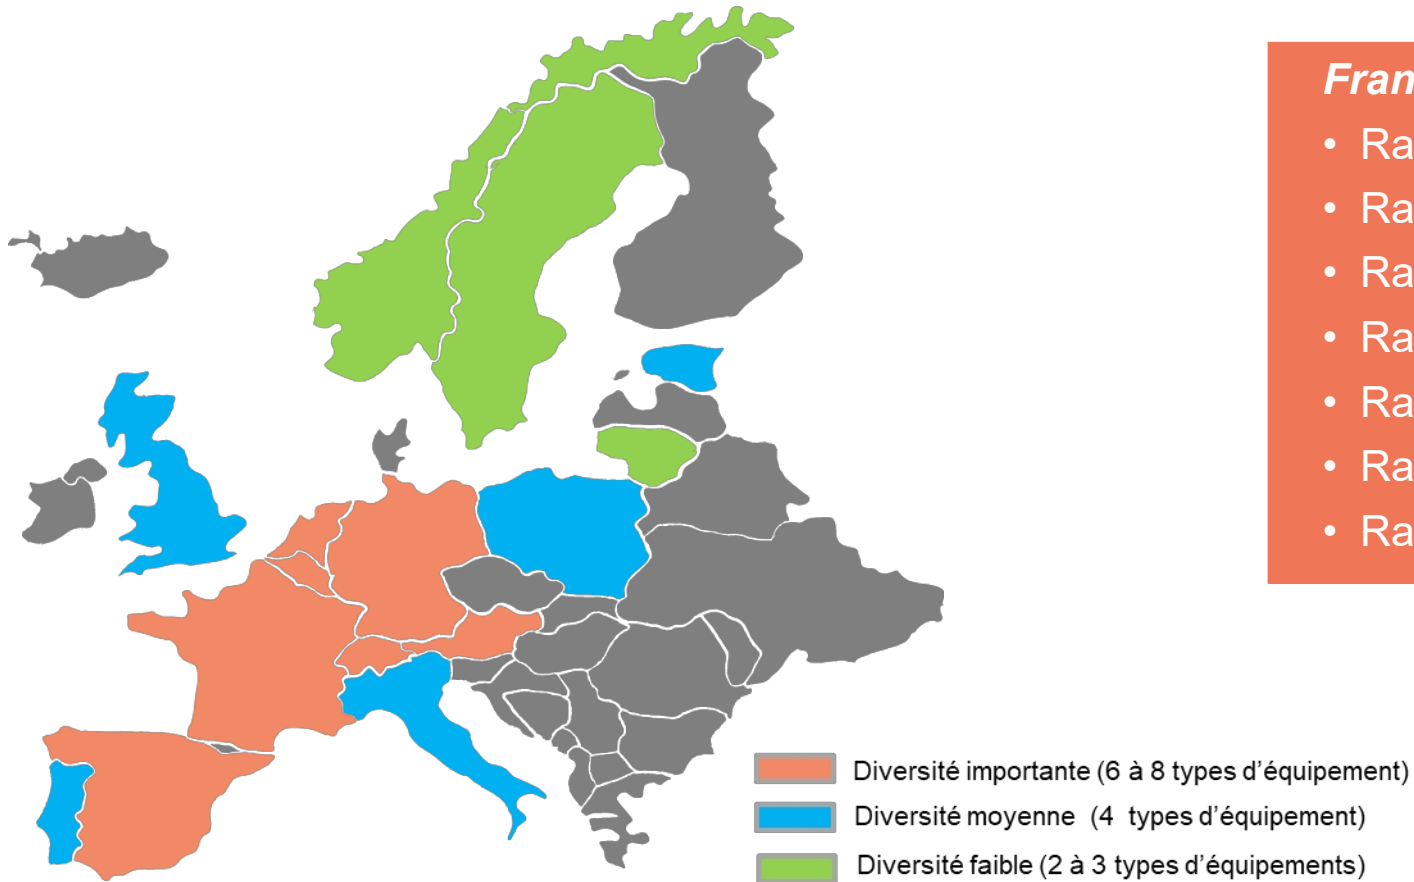 Fran
• Ra
• Ra
• Ra
• Ra
• Ra
• Ra
• Ra
Diversité importante (6 à 8 types d’équipement)
Diversité moyenne (4 types d’équipement)
Diversité faible (2 à 3 types d’équipements)